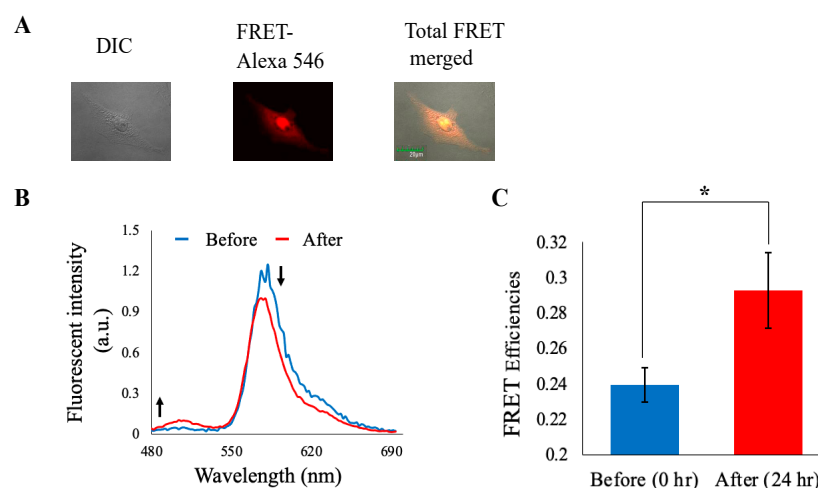 A
DIC
FRET-
Alexa 546
Total FRET
merged
20μm
B
Fluorescent intensity
(a.u.)
1.5
1.2
0.9
0.6
0.3
0
Before
After
480
550
620
690
Wavelength (nm)
C
*
FRET Efficiencies
0.32
0.3
0.28
0.26
0.24
0.22
0.2
Before (0 hr)
After (24 hr)